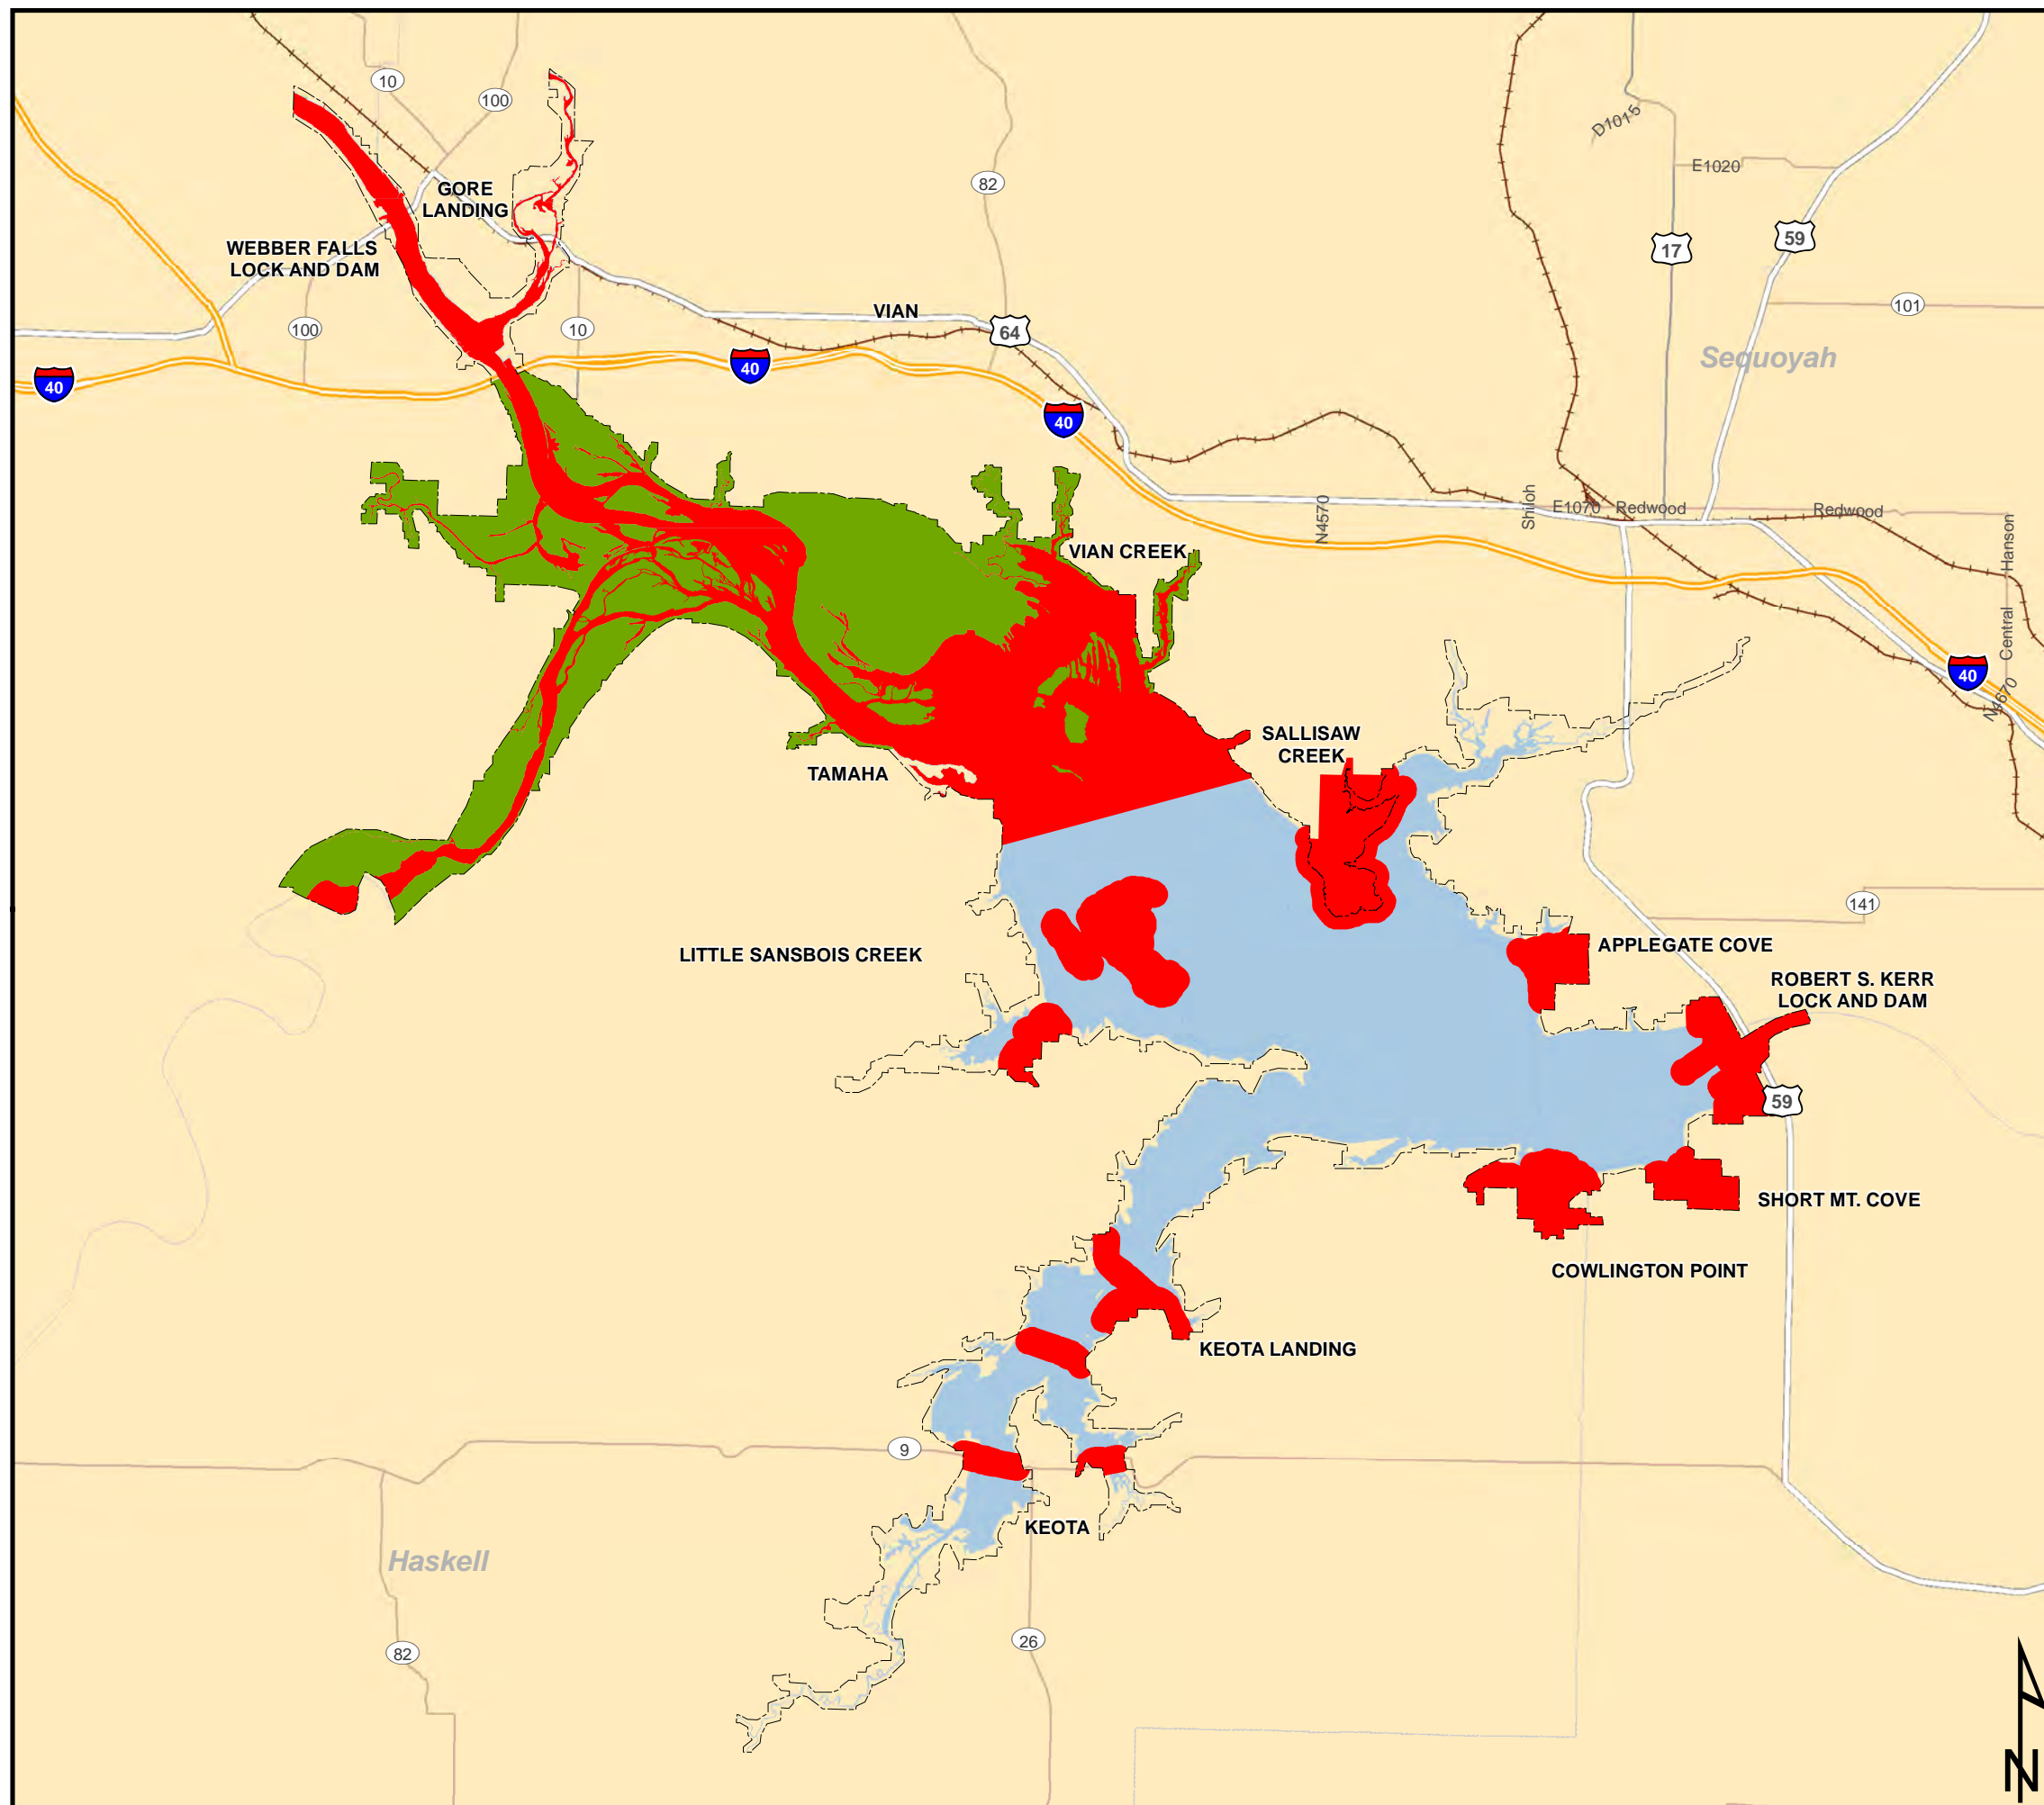 10
100
D1015
E1020
82
GORE
LANDING
17
59
WEBBER FALLS
LOCK AND DAM
101
100
10
VIAN
64
Sequoyah
40
40
40
N4570
Shiloh
E1070
Redwood
Redwood
Hanson
Central
VIAN CREEK
40
N4670
SALLISAW
CREEK
TAMAHA
141
APPLEGATE COVE
LITTLE SANSBOIS CREEK
ROBERT S. KERR
LOCK AND DAM
59
SHORT MT. COVE
COWLINGTON POINT
KEOTA LANDING
9
KEOTA
Haskell
26
82
N